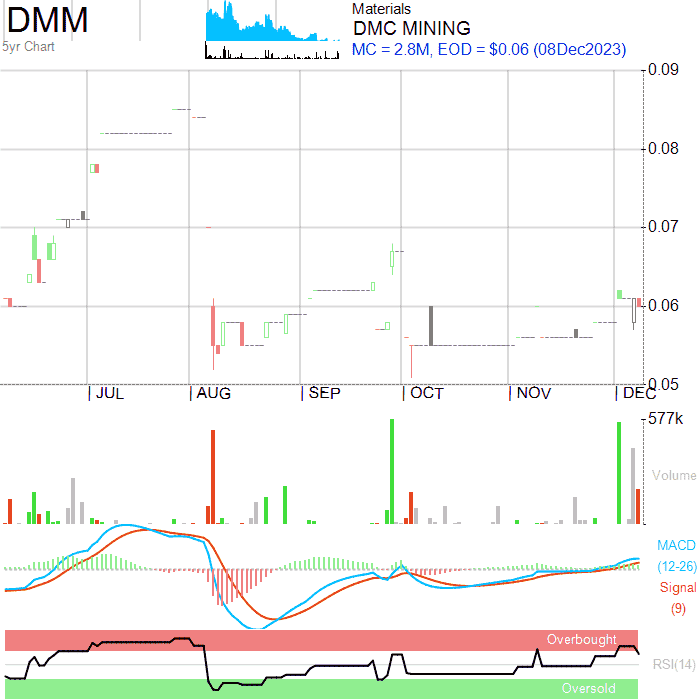 DMM
5yr Chart
Materials
DMC MINING
MC = 2.8M, EOD = $0.06 (08Dec2023)
0.09
0.08
0.07
0.06
0.05
JUL
AUG
SEP
OCT
NOV
DEC
577k
Volume
MACD
(12-26)
Signal
(9)
Overbought
RSI(14)
Oversold